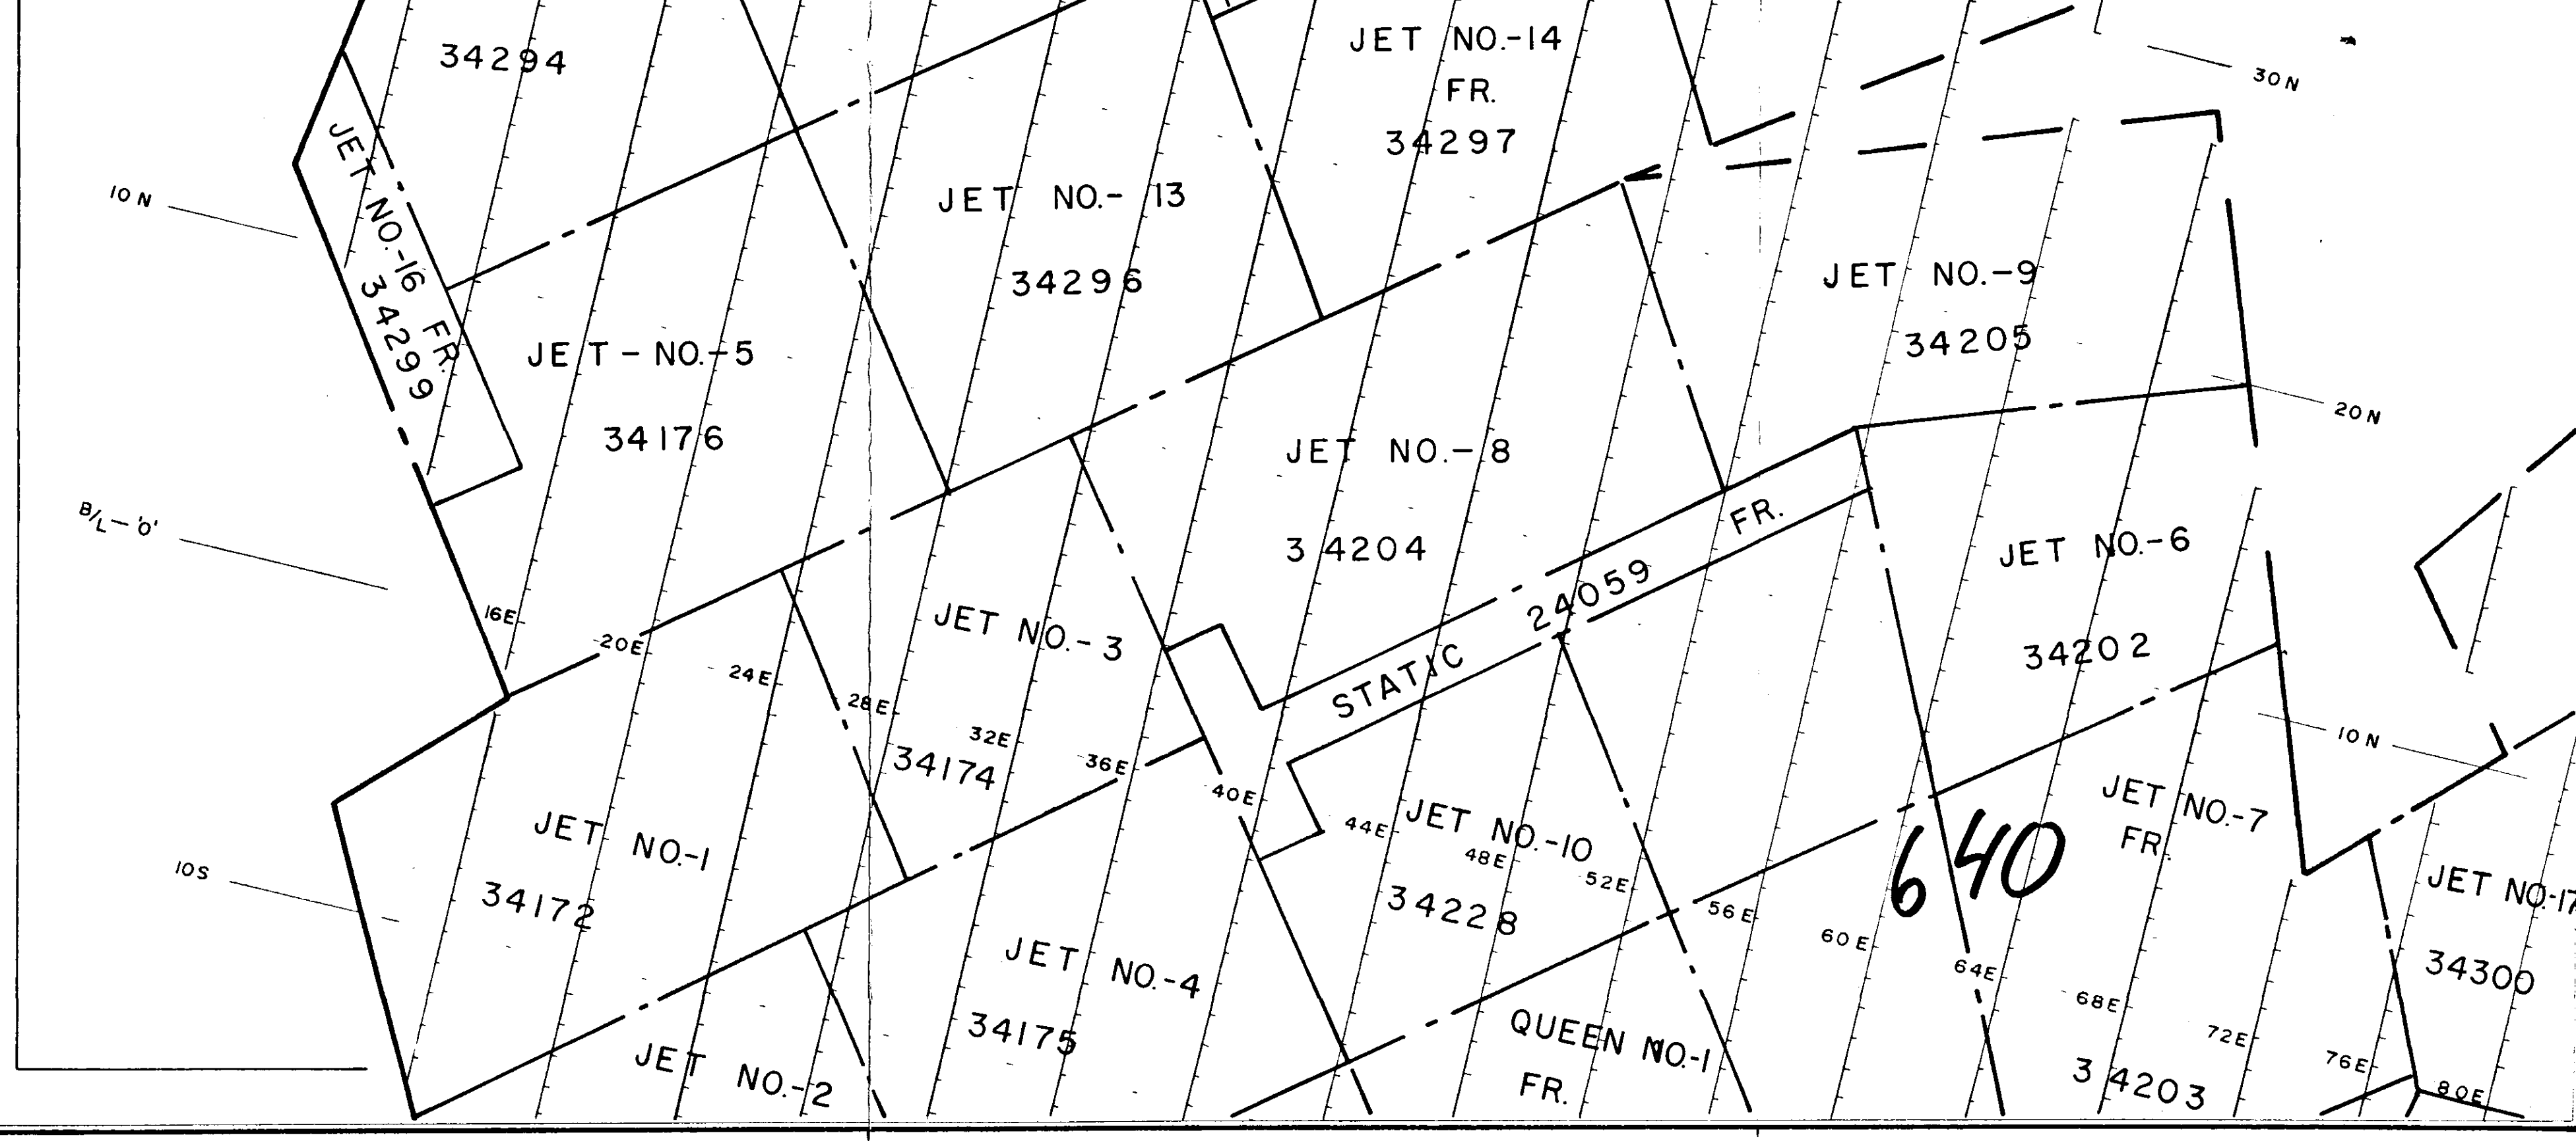 34294
JET NO.-14
FR.
34297
30N
JET NO.-16 FR.
34299
10N
JET NO.- 13
34296
JET NO.-9
34205
JET - NO.-5
34176
20N
JET NO.-8
34204
B/L-'O'
STATIC 24059 FR.
JET NO.-6
34202
16E
20E
24E
28E
32E
36E
40E
44E
48E
52E
56E
60E
64E
68E
72E
76E
80E
JET NO.-3
34174
10N
JET NO.-1
34172
10S
JET NO.-10
34228
JET NO.-7
FR.
34203
640
JET NO.-17
34300
JET NO.-4
34175
JET NO.-2
QUEEN NO.-1
FR.